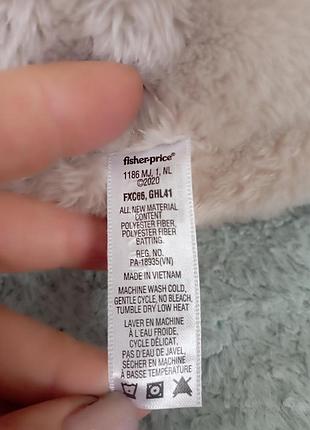 fisher-price®
1186 MJ, 1, NL
©2020
FXC66, GHL41
ALL NEW MATERIAL
CONTENT
POLYESTER FIBER,
POLYESTER FIBER
BATTING.
REG. NO.
PA-18935(VN)
MADE IN VIETNAM
MACHINE WASH COLD,
GENTLE CYCLE, NO BLEACH,
TUMBLE DRY LOW HEAT
LAVER EN MACHINE
À L'EAU FROIDE,
CYCLE DÉLICAT,
PAS D'EAU DE JAVEL,
SÉCHER EN MACHINE
À BASSE TEMPÉRATURE